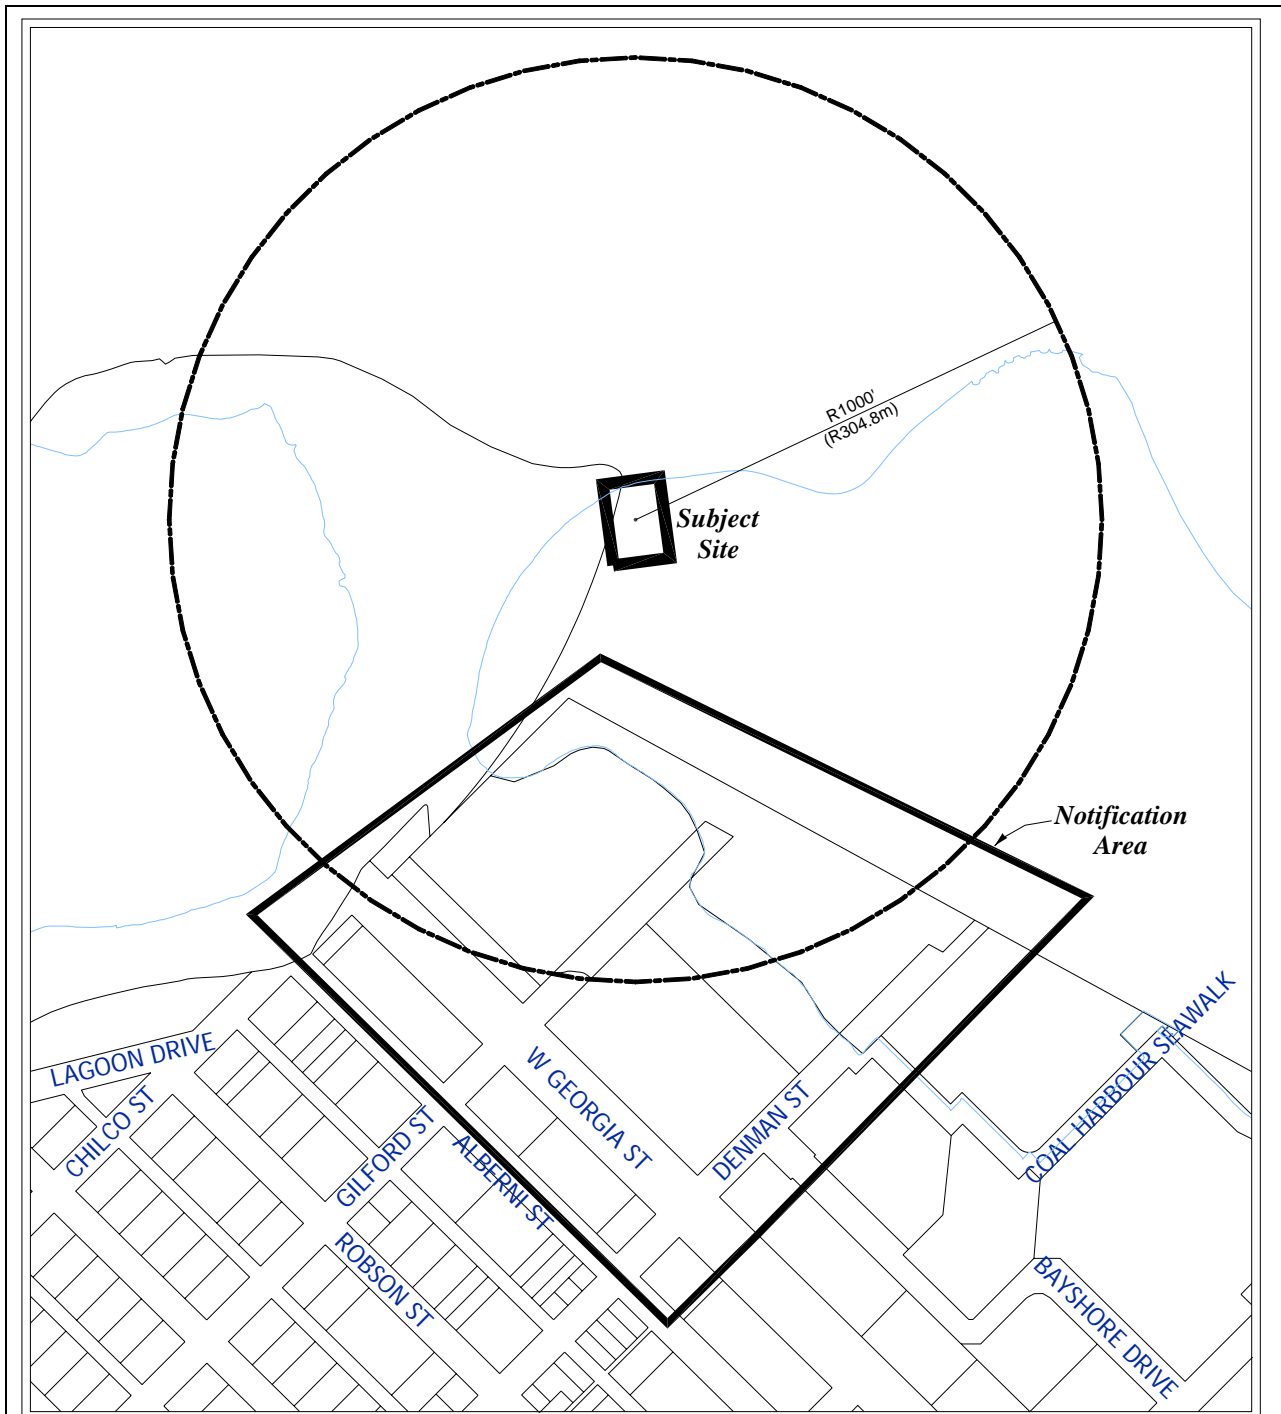 R1000'
(R304.8m)
Subject
Site
Notification
Area
LAGOON DRIVE
CHILCO ST
GILFORD ST
ALBERNI ST
W GEORGIA ST
DENMAN ST
COAL HARBOUR SEAWALK
ROBSON ST
BAYSHORE DRIVE